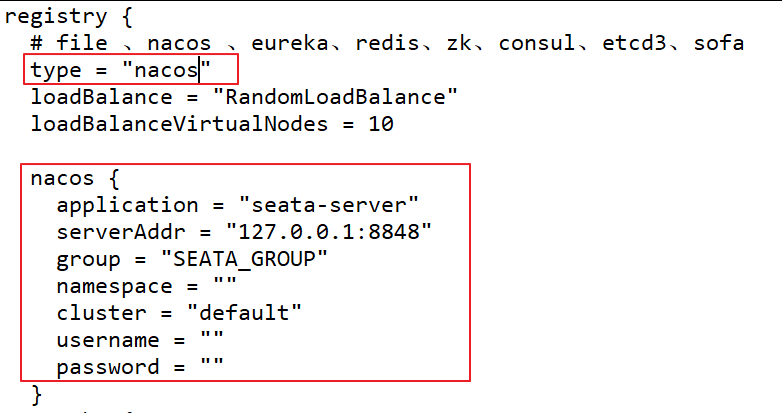 registry {
  # file 、nacos 、eureka、redis、zk、consul、etcd3、sofa
  type = "nacos"
  loadBalance = "RandomLoadBalance"
  loadBalanceVirtualNodes = 10

  nacos {
    application = "seata-server"
    serverAddr = "127.0.0.1:8848"
    group = "SEATA_GROUP"
    namespace = ""
    cluster = "default"
    username = ""
    password = ""
  }